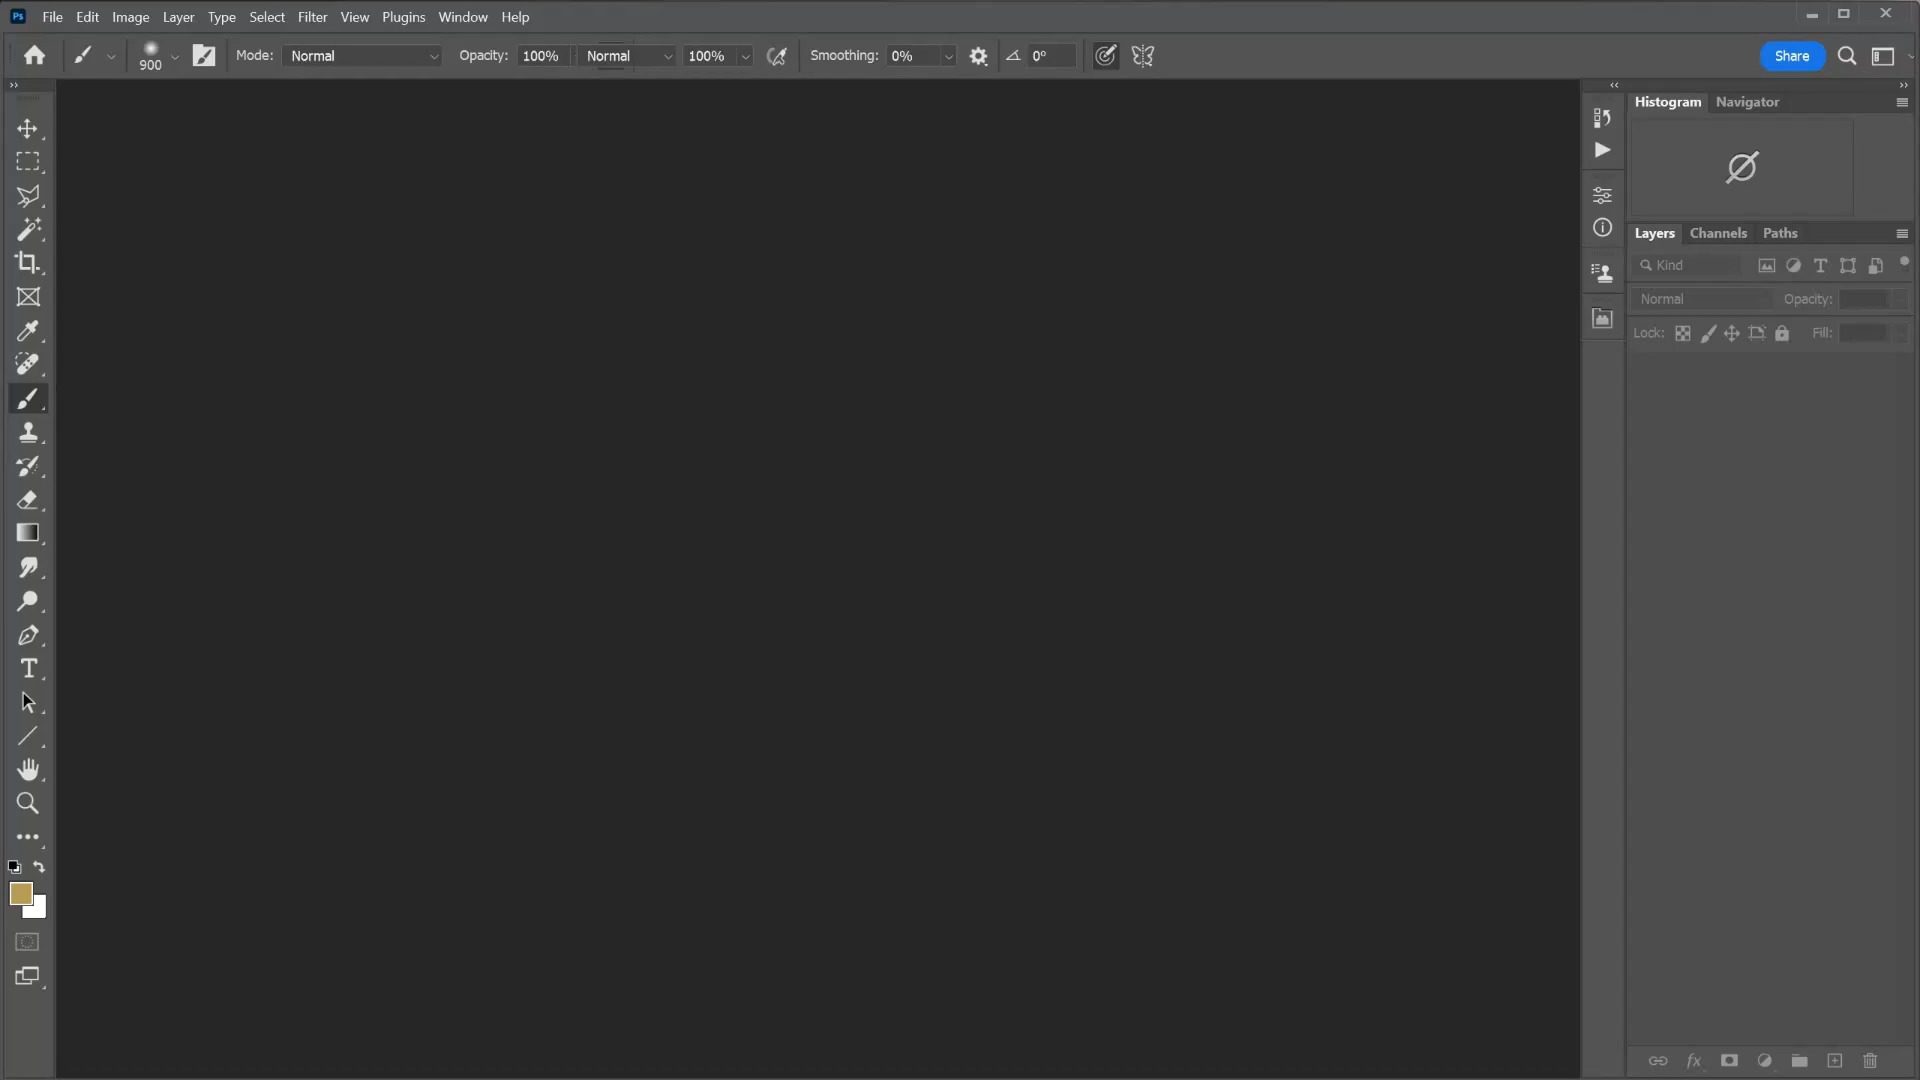 Ps File Edit Image Layer Type Select Filter View Plugins Window Help
900 Mode: Normal Opacity: 100% Normal 100% Smoothing: 0% 0° Share
Histogram Navigator
Layers Channels Paths
Kind
Normal Opacity:
Lock: Fill:
fx